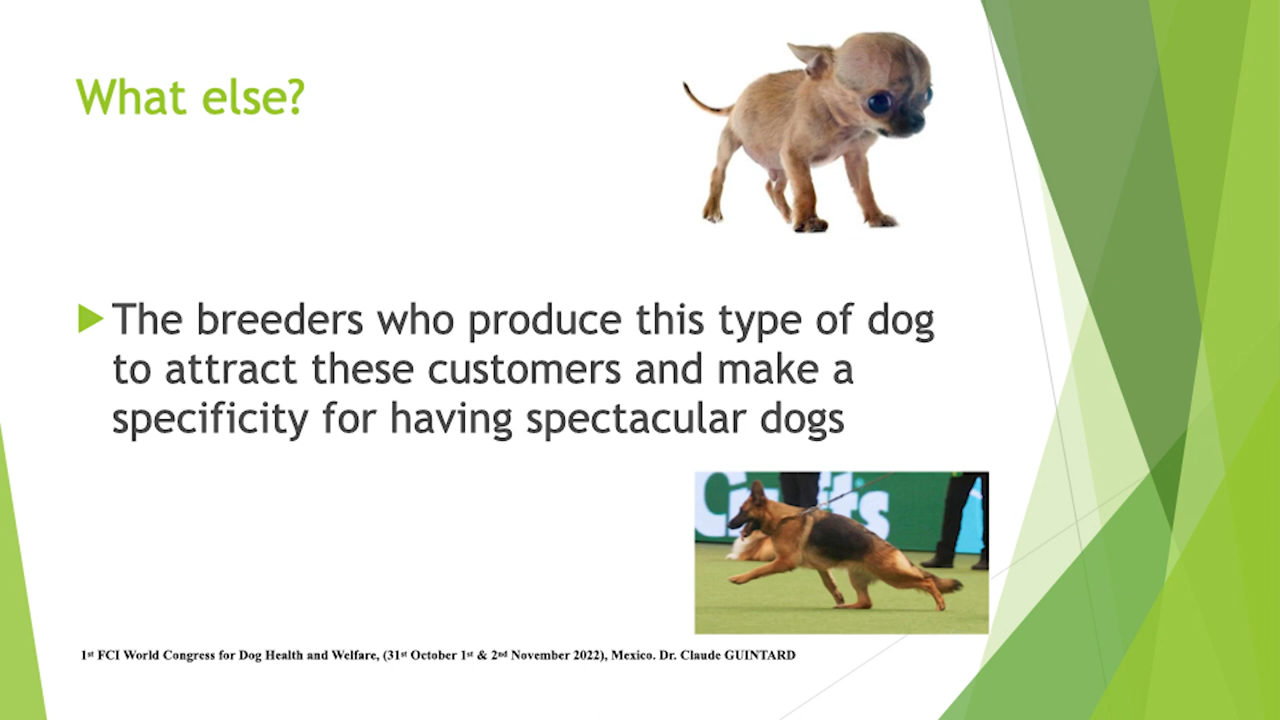 What else?
The breeders who produce this type of dog
to attract these customers and make a
specificity for having spectacular dogs
1st FCI World Congress for Dog Health and Welfare, (31st October 1st & 2nd November 2022), Mexico. Dr. Claude GUINTARD